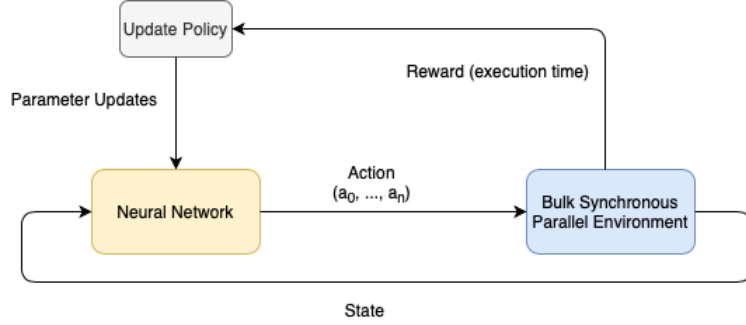 Update Policy
Reward (execution time)
Parameter Updates
Action
(a₀, ..., aₙ)
Neural Network
Bulk Synchronous
Parallel Environment
State